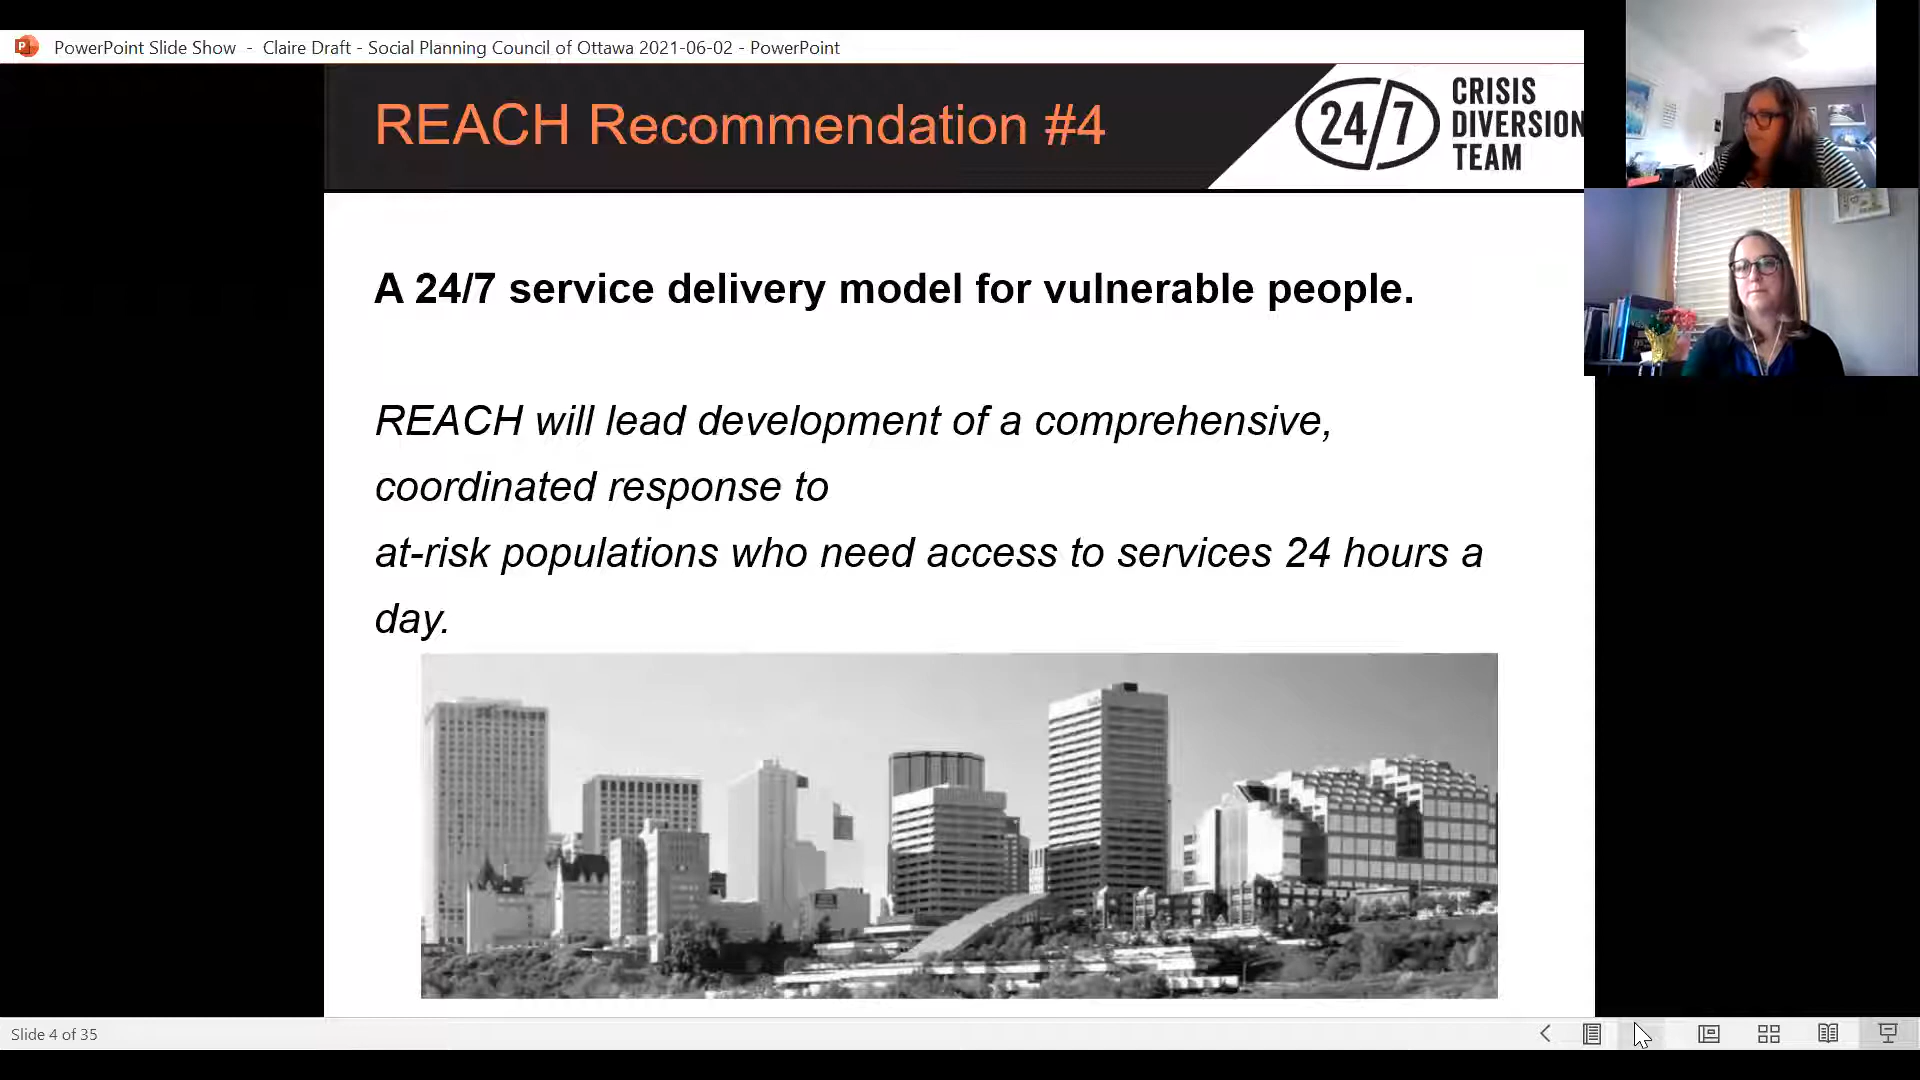 PowerPoint Slide Show - Claire Draft - Social Planning Council of Ottawa 2021-06-02 - PowerPoint
REACH Recommendation #4
24/7
CRISIS
DIVERSION
TEAM
A 24/7 service delivery model for vulnerable people.
REACH will lead development of a comprehensive,
coordinated response to
at-risk populations who need access to services 24 hours a
day.
Slide 4 of 35